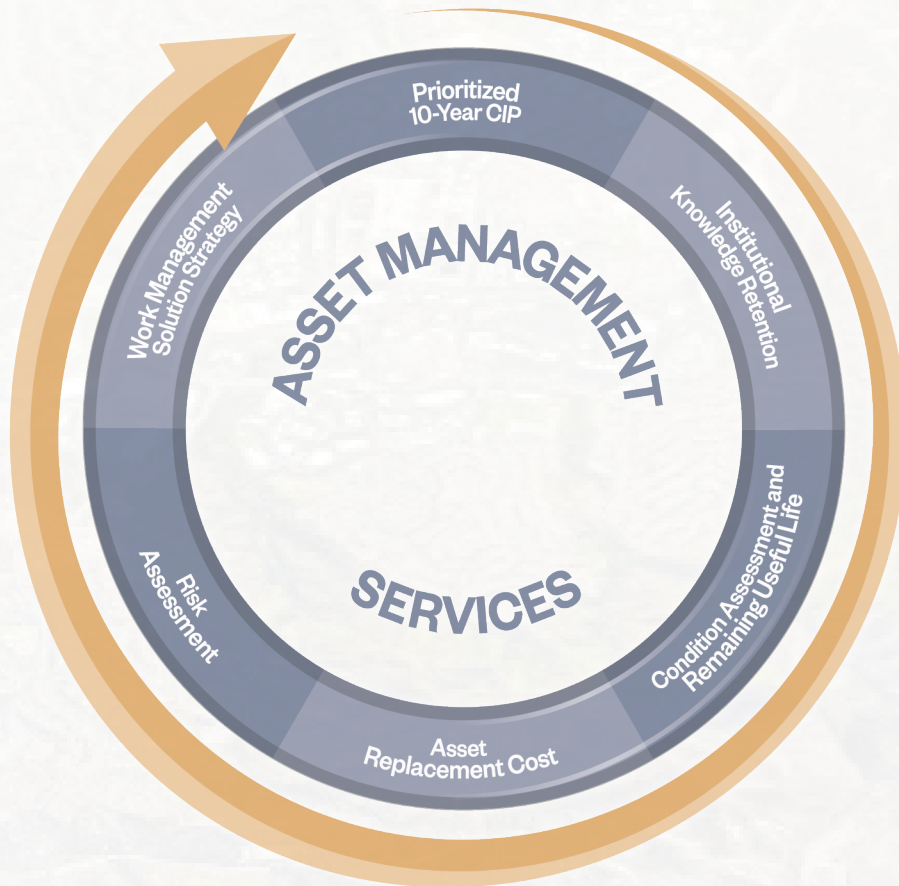 Prioritized
10-Year CIP
Institutional
Knowledge Retention
Condition Assessment and
Remaining Useful Life
Asset
Replacement Cost
Risk
Assessment
Work Management
Solution Strategy
ASSET MANAGEMENT
SERVICES